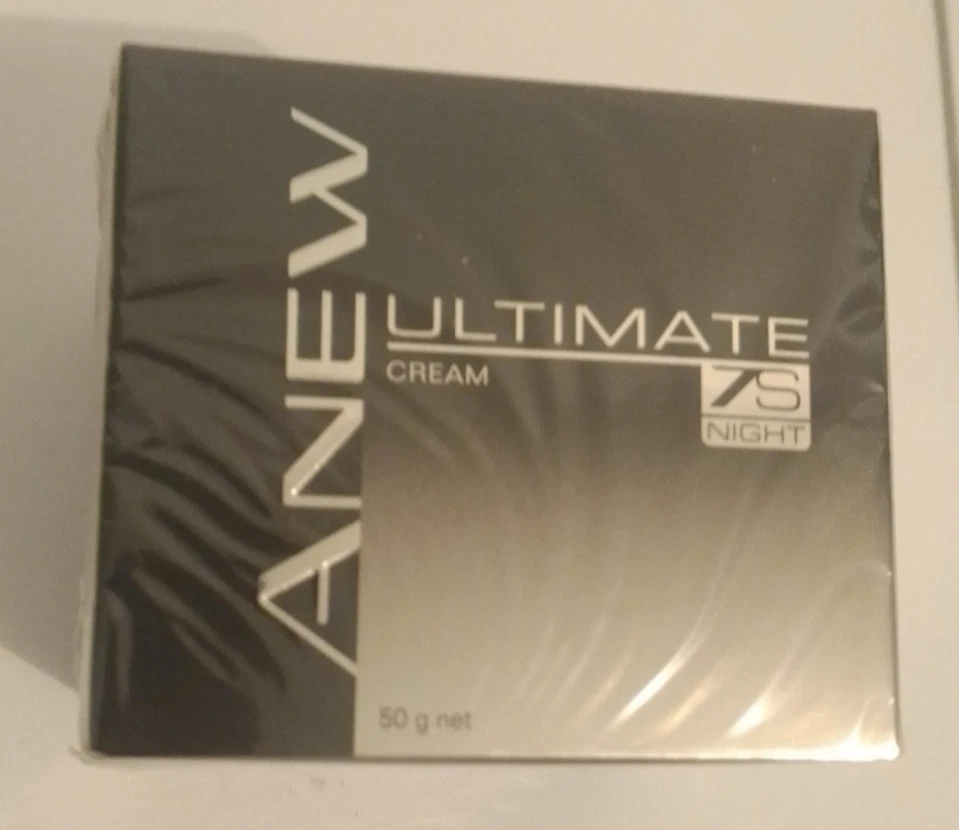 ANEW
ULTIMATE
CREAM
7S
NIGHT
50 g net